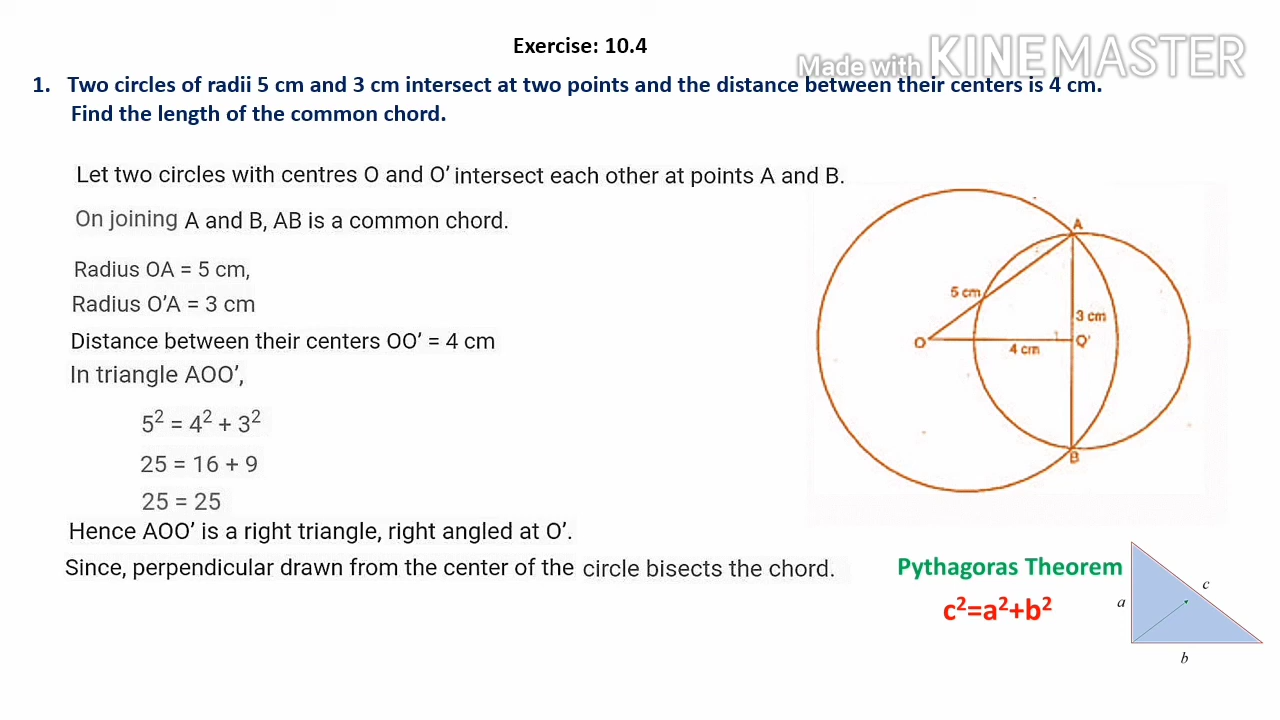 Exercise: 10.4
Made with KINEMASTER
1. Two circles of radii 5 cm and 3 cm intersect at two points and the distance between their centers is 4 cm.
Find the length of the common chord.
Let two circles with centres O and O’ intersect each other at points A and B.
On joining A and B, AB is a common chord.
Radius OA = 5 cm,
Radius O’A = 3 cm
Distance between their centers OO’ = 4 cm
In triangle AOO’,
5² = 4² + 3²
25 = 16 + 9
25 = 25
Hence AOO’ is a right triangle, right angled at O’.
Since, perpendicular drawn from the center of the circle bisects the chord.
A
5 cm
3 cm
O
4 cm
O'
B
Pythagoras Theorem
c²=a²+b²
a
c
b